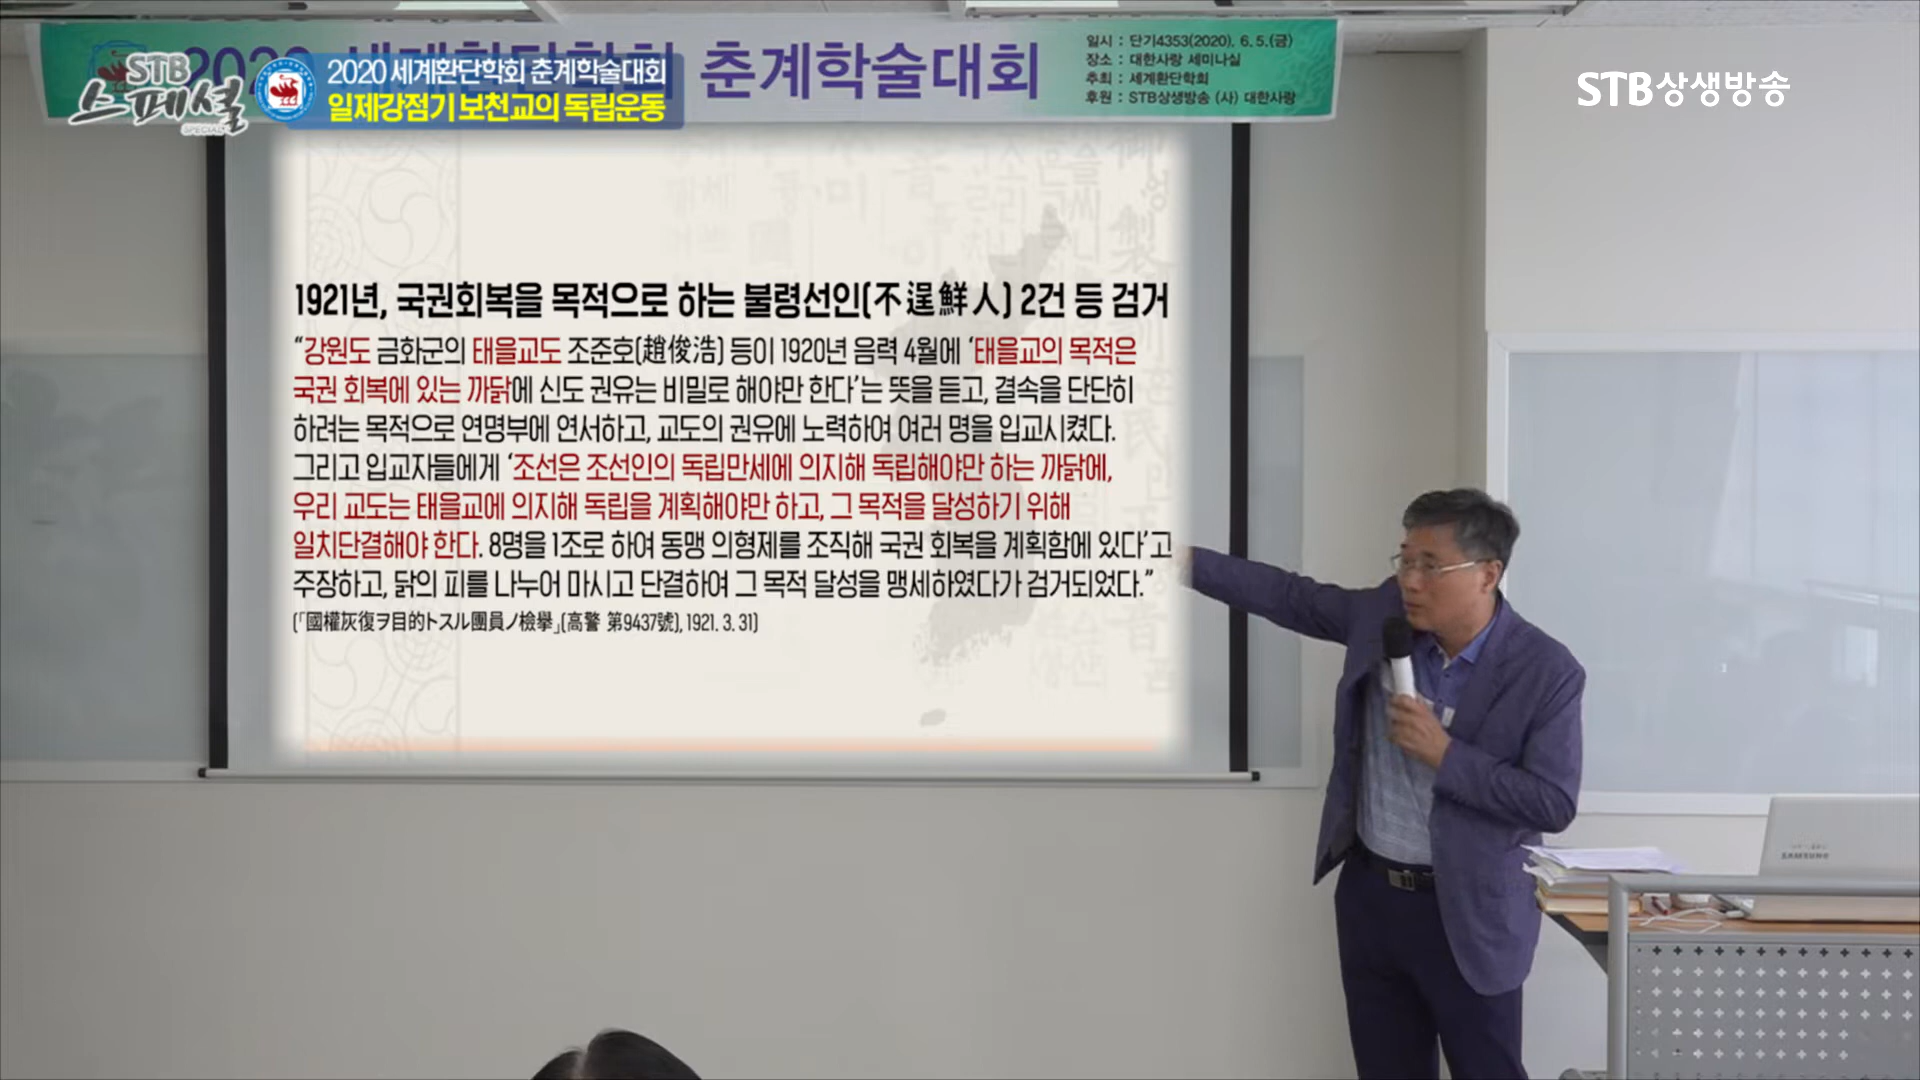 2020 세계환단학회 춘계학술대회
일시 : 단기4353(2020). 6. 5.(금)
장소 : 대한사랑 세미나실
주최 : 세계환단학회
후원 : STB상생방송 (사) 대한사랑
STB
스페셜
SPECIAL
2020 세계환단학회 춘계학술대회
일제강점기 보천교의 독립운동
STB상생방송
1921년, 국권회복을 목적으로 하는 불령선인(不逞鮮人) 2건 등 검거
“강원도 금화군의 태을교도 조준호(趙俊浩) 등이 1920년 음력 4월에 ‘태을교의 목적은
국권 회복에 있는 까닭에 신도 권유는 비밀로 해야만 한다’는 뜻을 듣고, 결속을 단단히
하려는 목적으로 연명부에 연서하고, 교도의 권유에 노력하여 여러 명을 입교시켰다.
그리고 입교자들에게 ‘조선은 조선인의 독립만세에 의지해 독립해야만 하는 까닭에,
우리 교도는 태을교에 의지해 독립을 계획해야만 하고, 그 목적을 달성하기 위해
일치단결해야 한다. 8명을 1조로 하여 동맹 의형제를 조직해 국권 회복을 계획함에 있다’고
주장하고, 닭의 피를 나누어 마시고 단결하여 그 목적 달성을 맹세하였다가 검거되었다.”
(「國權灰復ヲ目的トスル團員ノ檢擧」(高警 第9437號), 1921. 3. 31)
SAMSUNG